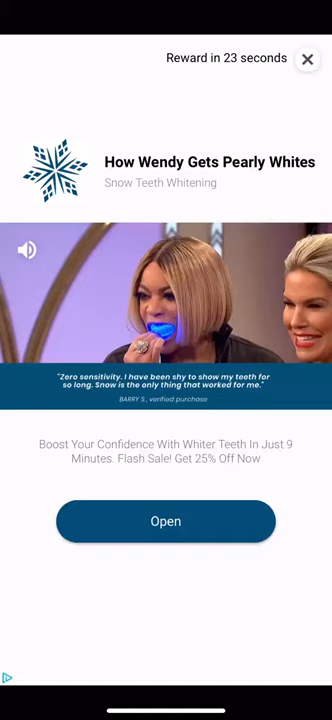 Reward in 23 seconds
How Wendy Gets Pearly Whites
Snow Teeth Whitening
"Zero sensitivity. I have been shy to show my teeth for
so long. Snow is the only thing that worked for me."
BARRY S., verified purchase
Boost Your Confidence With Whiter Teeth In Just 9
Minutes. Flash Sale! Get 25% Off Now
Open